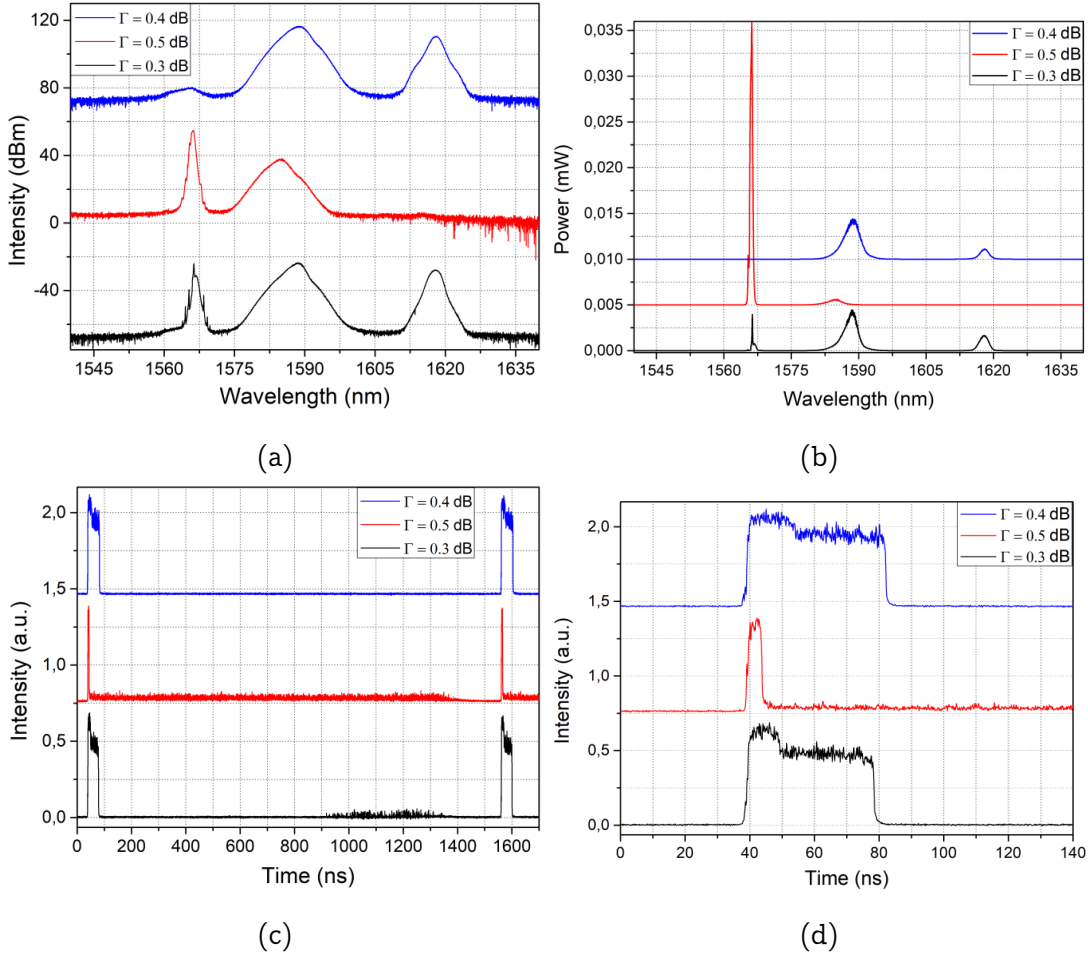 Γ = 0.4 dB
Γ = 0.5 dB
Γ = 0.3 dB
120
80
40
0
-40
Intensity (dBm)
1545 1560 1575 1590 1605 1620 1635
Wavelength (nm)
(a)
Γ = 0.4 dB
Γ = 0.5 dB
Γ = 0.3 dB
0,035
0,030
0,025
0,020
0,015
0,010
0,005
0,000
Power (mW)
1545 1560 1575 1590 1605 1620 1635
Wavelength (nm)
(b)
Γ = 0.4 dB
Γ = 0.5 dB
Γ = 0.3 dB
2,0
1,5
1,0
0,5
0,0
Intensity (a.u.)
0 200 400 600 800 1000 1200 1400 1600
Time (ns)
(c)
Γ = 0.4 dB
Γ = 0.5 dB
Γ = 0.3 dB
2,0
1,5
1,0
0,5
0,0
Intensity (a.u.)
0 20 40 60 80 100 120 140
Time (ns)
(d)